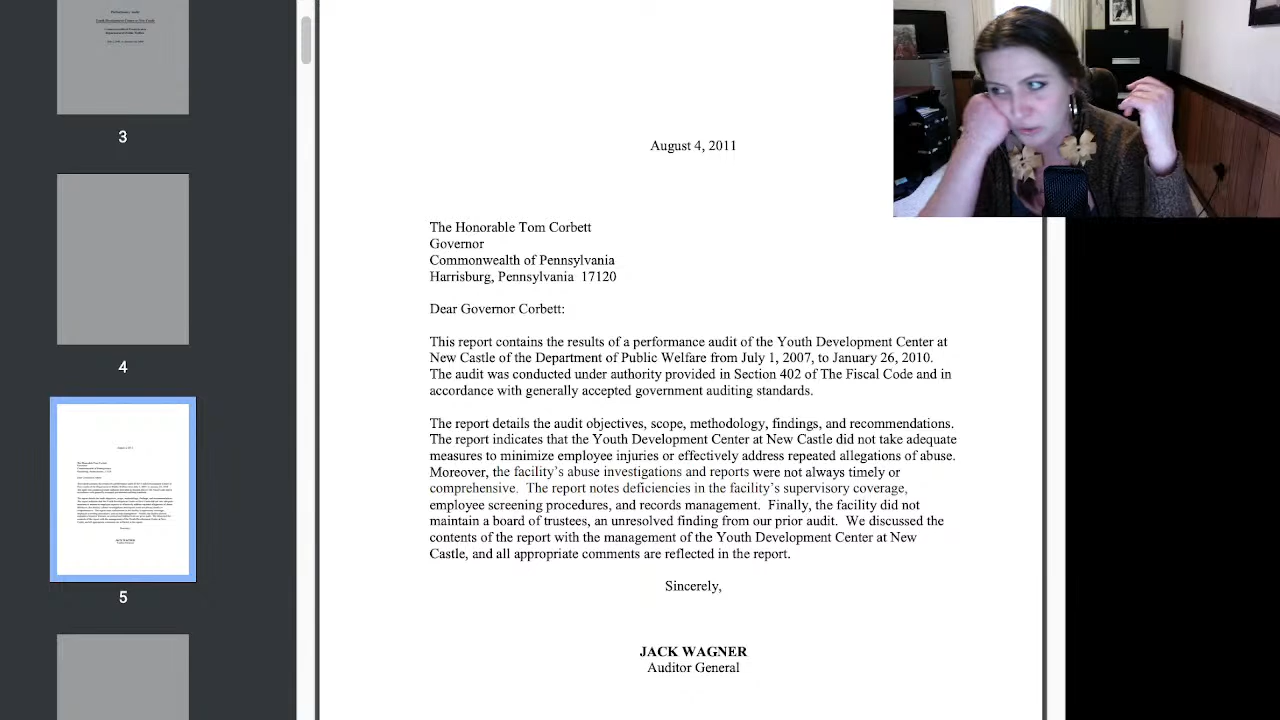 3
4
5
August 4, 2011
The Honorable Tom Corbett
Governor
Commonwealth of Pennsylvania
Harrisburg, Pennsylvania 17120
Dear Governor Corbett:
This report contains the results of a performance audit of the Youth Development Center at
New Castle of the Department of Public Welfare from July 1, 2007, to January 26, 2010.
The audit was conducted under authority provided in Section 402 of The Fiscal Code and in
accordance with generally accepted government auditing standards.
The report details the audit objectives, scope, methodology, findings, and recommendations.
The report indicates that the Youth Development Center at New Castle did not take adequate
measures to minimize employee injuries or effectively address repeated allegations of abuse.
Moreover, the facility's abuse investigations and reports were not always timely or
comprehensive. The report notes deficiencies in the facility's supervisory coverage,
employee screening procedures, and records management. Finally, the facility did not
maintain a board of trustees, an unresolved finding from our prior audit. We discussed the
contents of the report with the management of the Youth Development Center at New
Castle, and all appropriate comments are reflected in the report.
Sincerely,
JACK WAGNER
Auditor General